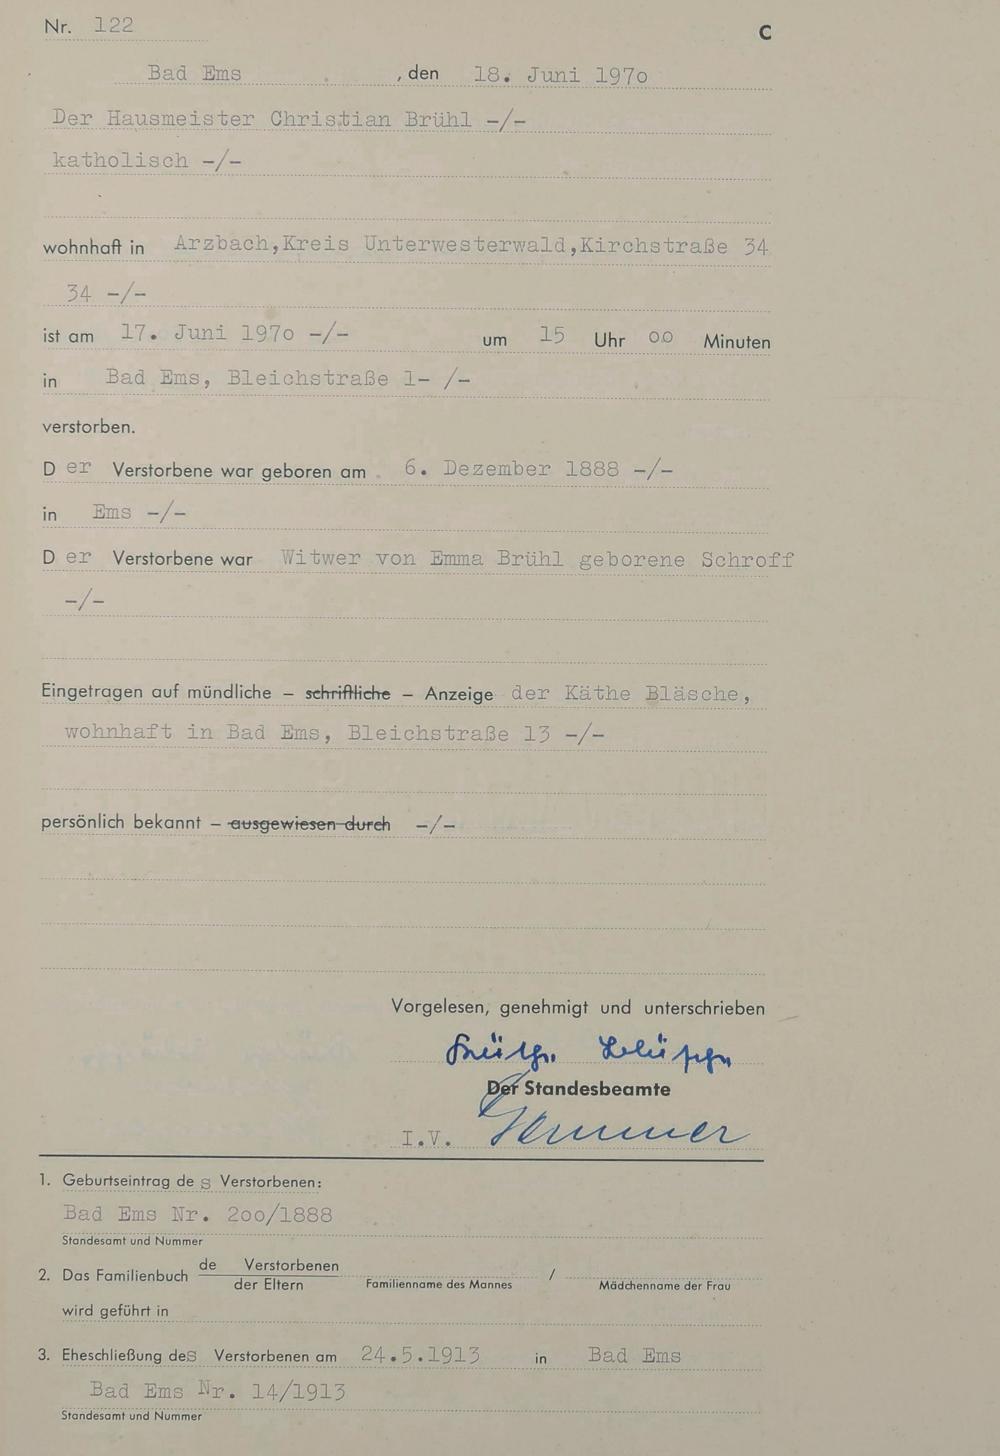 Nr. 122
C
Bad Ems , den 18. Juni 197o
Der Hausmeister Christian Brühl -/-
katholisch -/-
wohnhaft in Arzbach,Kreis Unterwesterwald,Kirchstraße 34
34 -/-
ist am 17. Juni 197o -/- um 15 Uhr oo Minuten
in Bad Ems, Bleichstraße 1- /-
verstorben.
D er Verstorbene war geboren am 6. Dezember 1888 -/-
in Ems -/-
D er Verstorbene war Witwer von Emma Brühl geborene Schroff
-/-
Eingetragen auf mündliche – schriftliche – Anzeige der Käthe Bläsche,
wohnhaft in Bad Ems, Bleichstraße 13 -/-
persönlich bekannt – ausgewiesen durch -/-
Vorgelesen, genehmigt und unterschrieben
Der Standesbeamte
I.V.
1. Geburtseintrag de s Verstorbenen:
Bad Ems Nr. 2oo/1888
Standesamt und Nummer
2. Das Familienbuch de Verstorbenen
der Eltern Familienname des Mannes / Mädchenname der Frau
wird geführt in
3. Eheschließung des Verstorbenen am 24.5.1913 in Bad Ems
Bad Ems Nr. 14/1913
Standesamt und Nummer